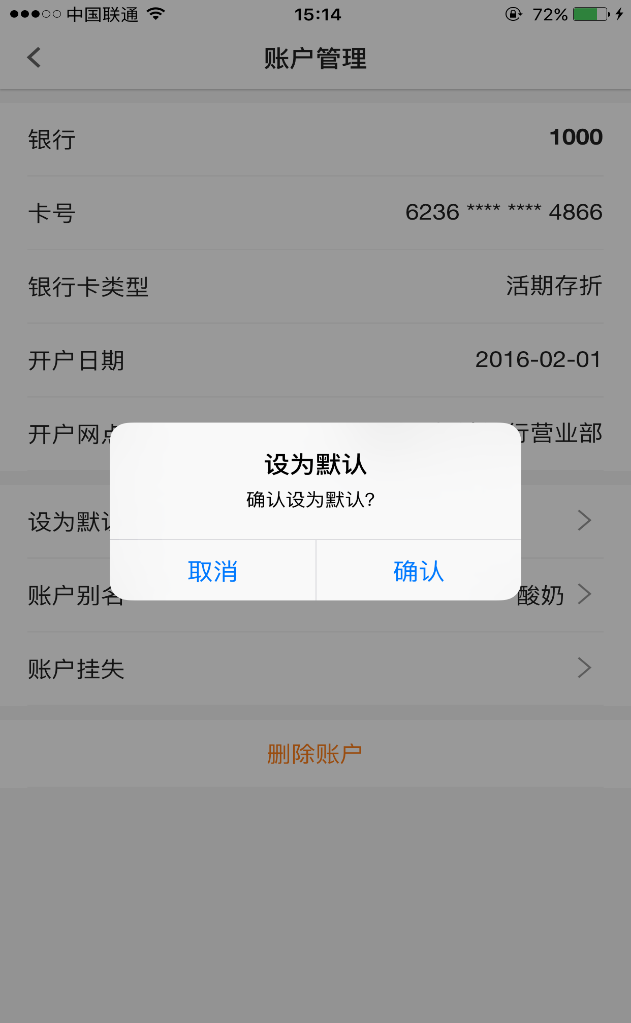 中国联通 15:14 72%
账户管理
银行 1000
卡号 6236 **** **** 4866
银行卡类型 活期存折
开户日期 2016-02-01
开户网 行营业部
设为默认
确认设为默认?
取消 确认
设为默
账户别名 酸奶
账户挂失
删除账户